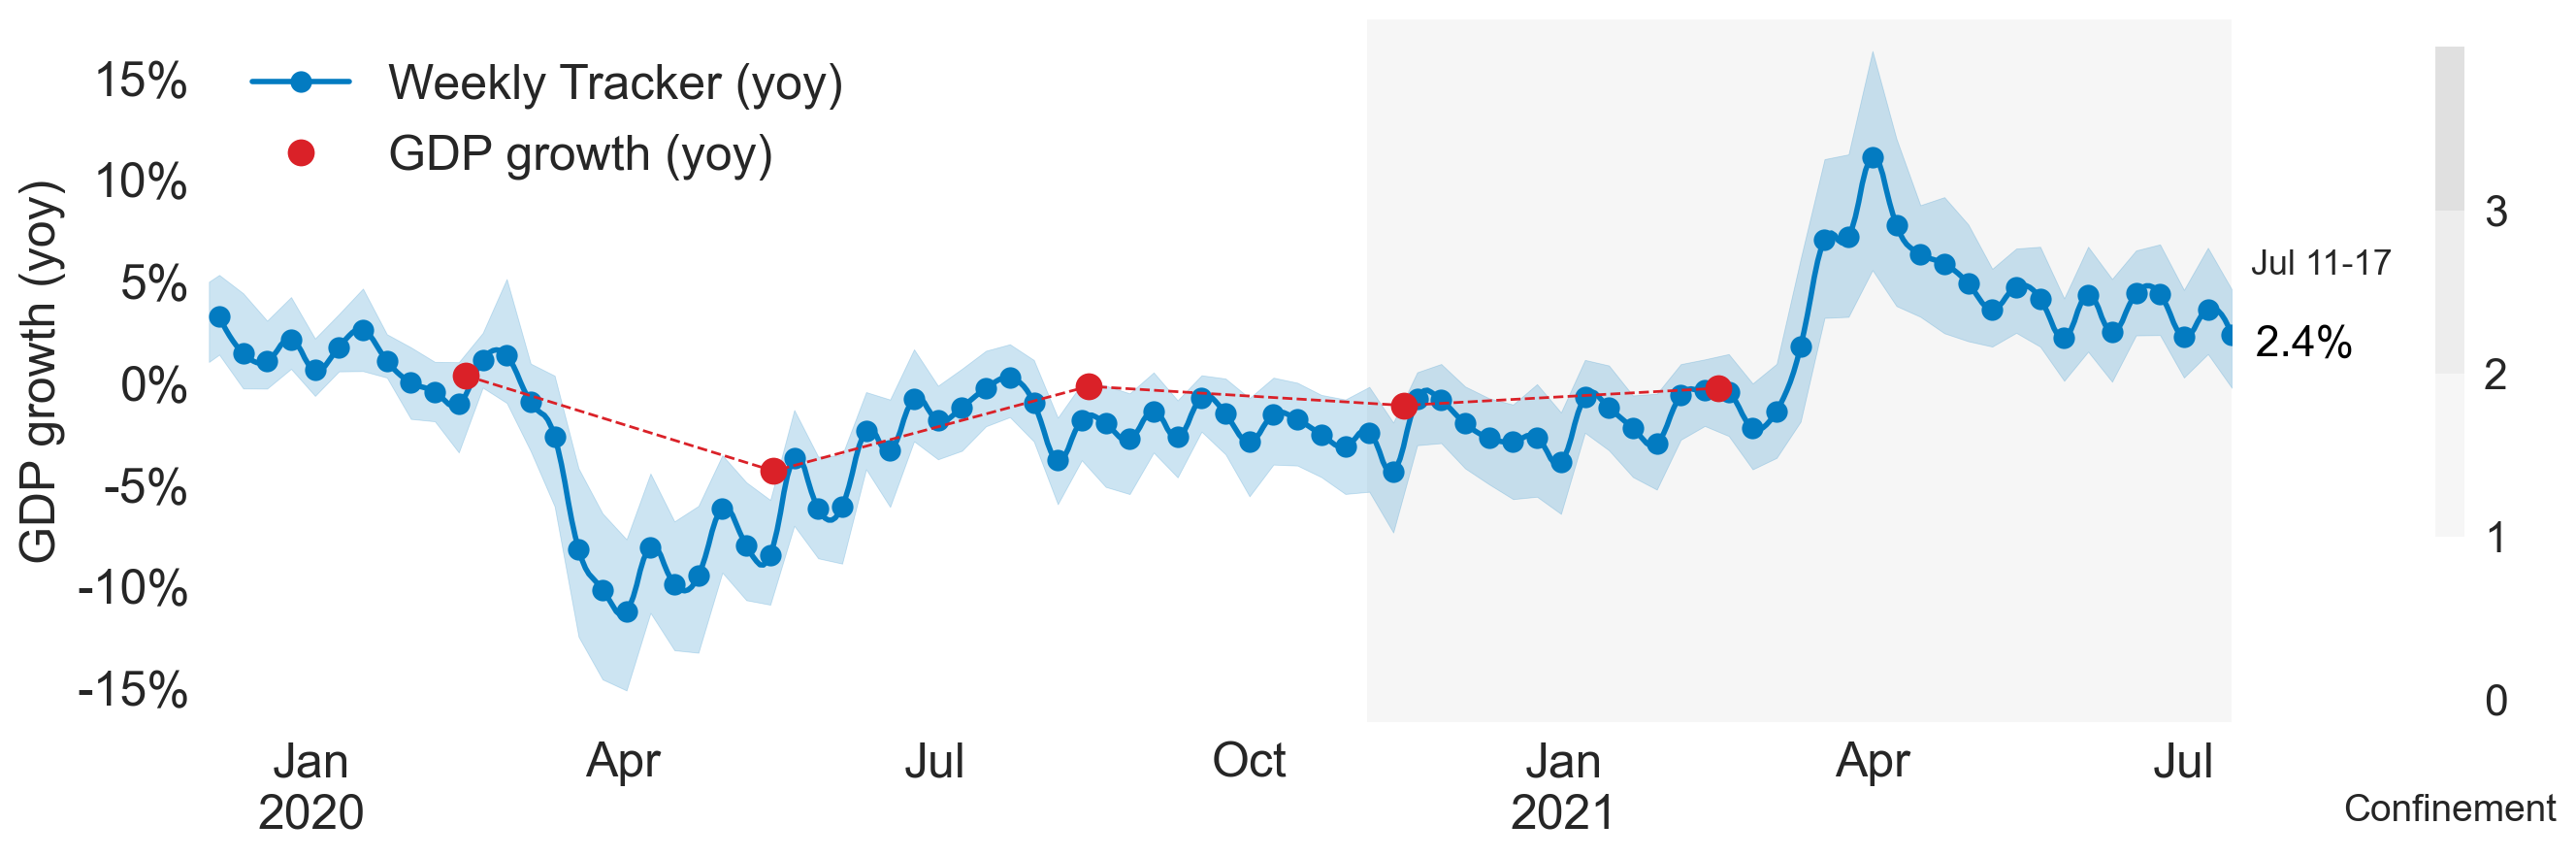 GDP growth (yoy)
15%
10%
5%
0%
-5%
-10%
-15%
Weekly Tracker (yoy)
GDP growth (yoy)
Jul 11-17
2.4%
3
2
1
0
Jan Apr Jul Oct Jan Apr Jul
2020 2021
Confinement